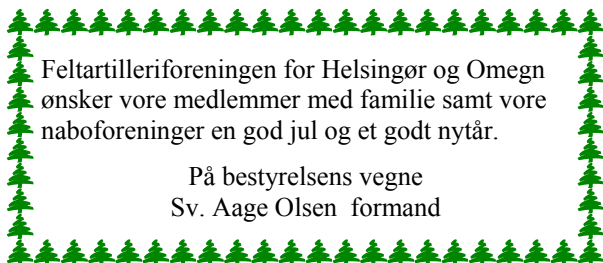 Feltartilleriforeningen for Helsingør og Omegn
ønsker vore medlemmer med familie samt vore
naboforeninger en god jul og et godt nytår.
På bestyrelsens vegne
Sv. Aage Olsen  formand